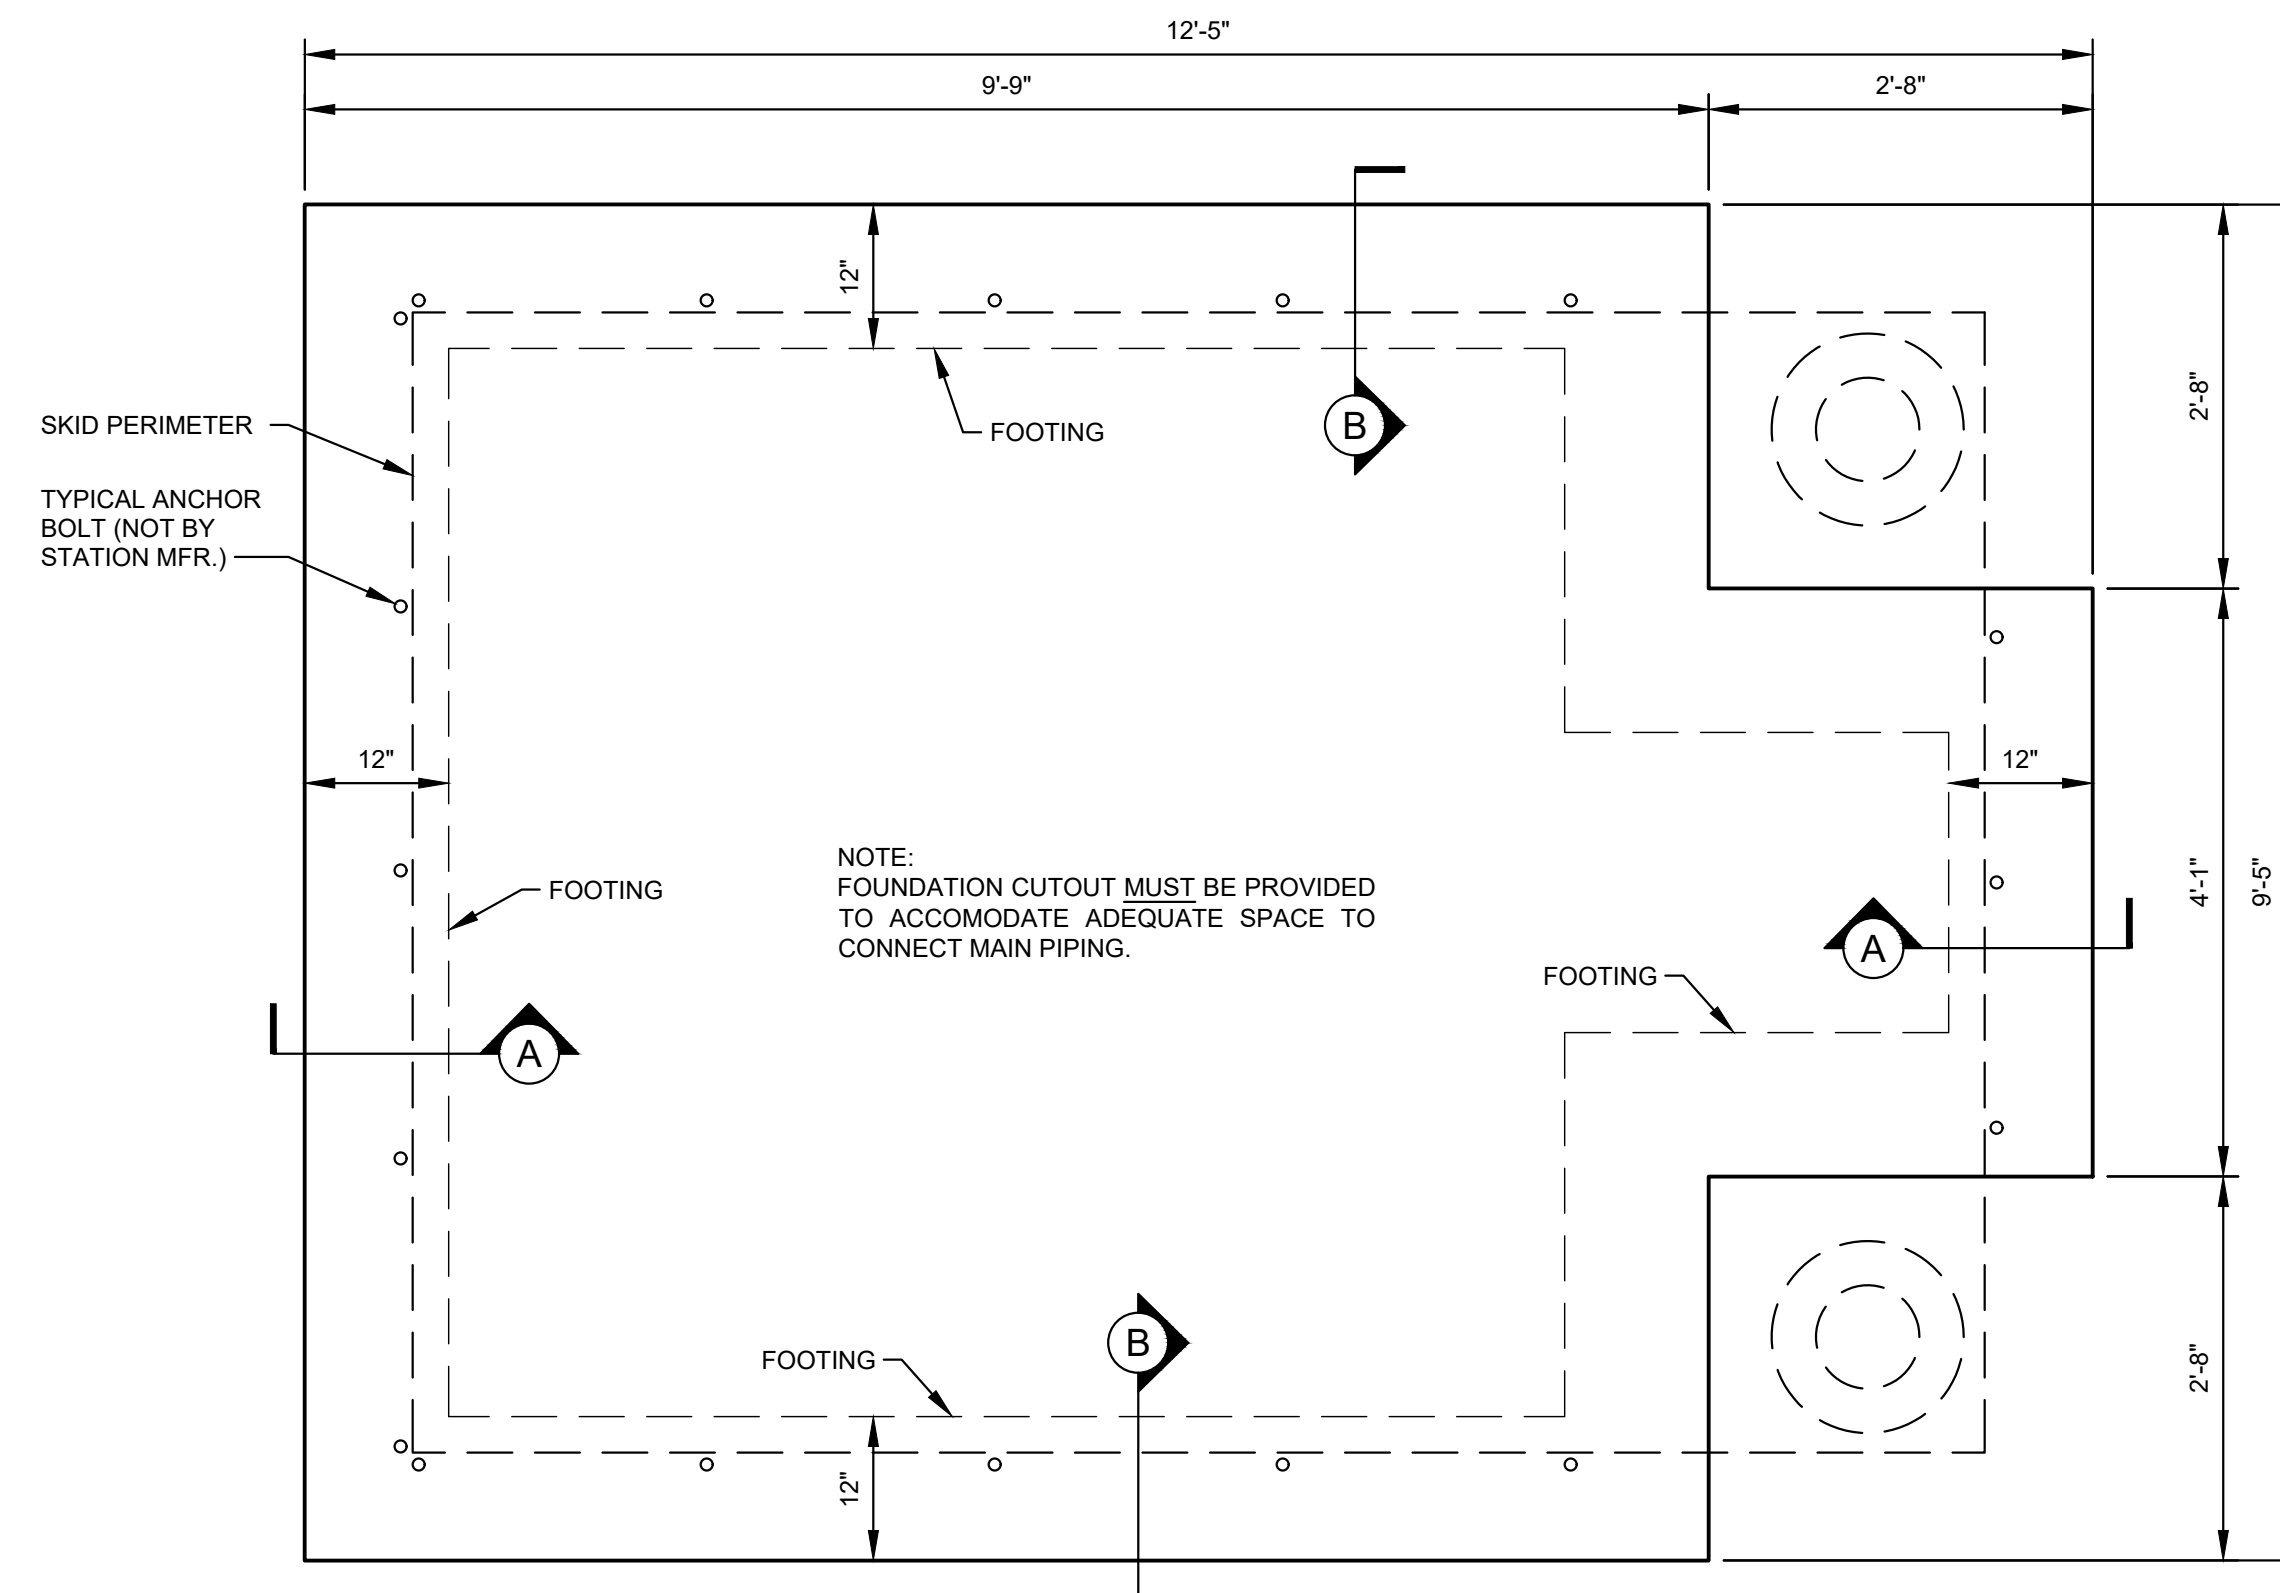 12'-5"
9'-9"
2'-8"
12"
2'-8"
SKID PERIMETER
FOOTING
B
TYPICAL ANCHOR
BOLT (NOT BY
STATION MFR.)
12"
12"
NOTE:
FOUNDATION CUTOUT MUST BE PROVIDED
TO ACCOMODATE ADEQUATE SPACE TO
CONNECT MAIN PIPING.
FOOTING
4'-1"
9'-5"
A
FOOTING
A
B
FOOTING
2'-8"
12"